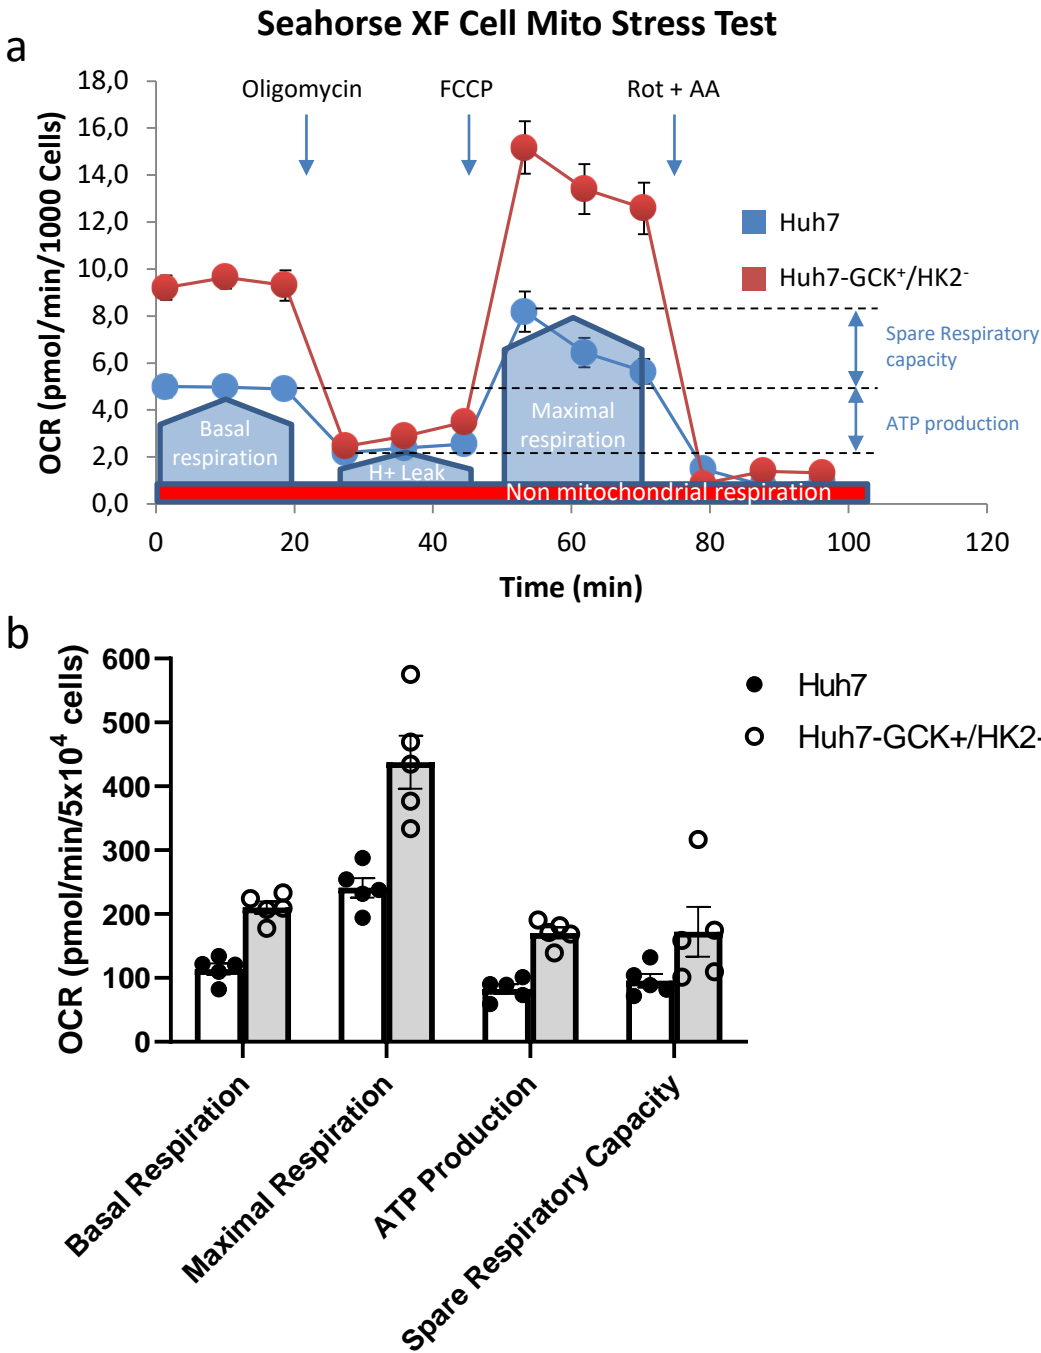 Seahorse XF Cell Mito Stress Test
a
OCR (pmol/min/1000 Cells)
18,0
16,0
14,0
12,0
10,0
8,0
6,0
4,0
2,0
0,0
Oligomycin
FCCP
Rot + AA
Huh7
Huh7-GCK⁺/HK2⁻
Spare Respiratory
capacity
ATP production
Basal
respiration
H+ Leak
Maximal
respiration
Non mitochondrial respiration
0 20 40 60 80 100 120
Time (min)
b
OCR (pmol/min/5x10⁴ cells)
600
500
400
300
200
100
0
Huh7
Huh7-GCK+/HK2-
Basal Respiration
Maximal Respiration
ATP Production
Spare Respiratory Capacity